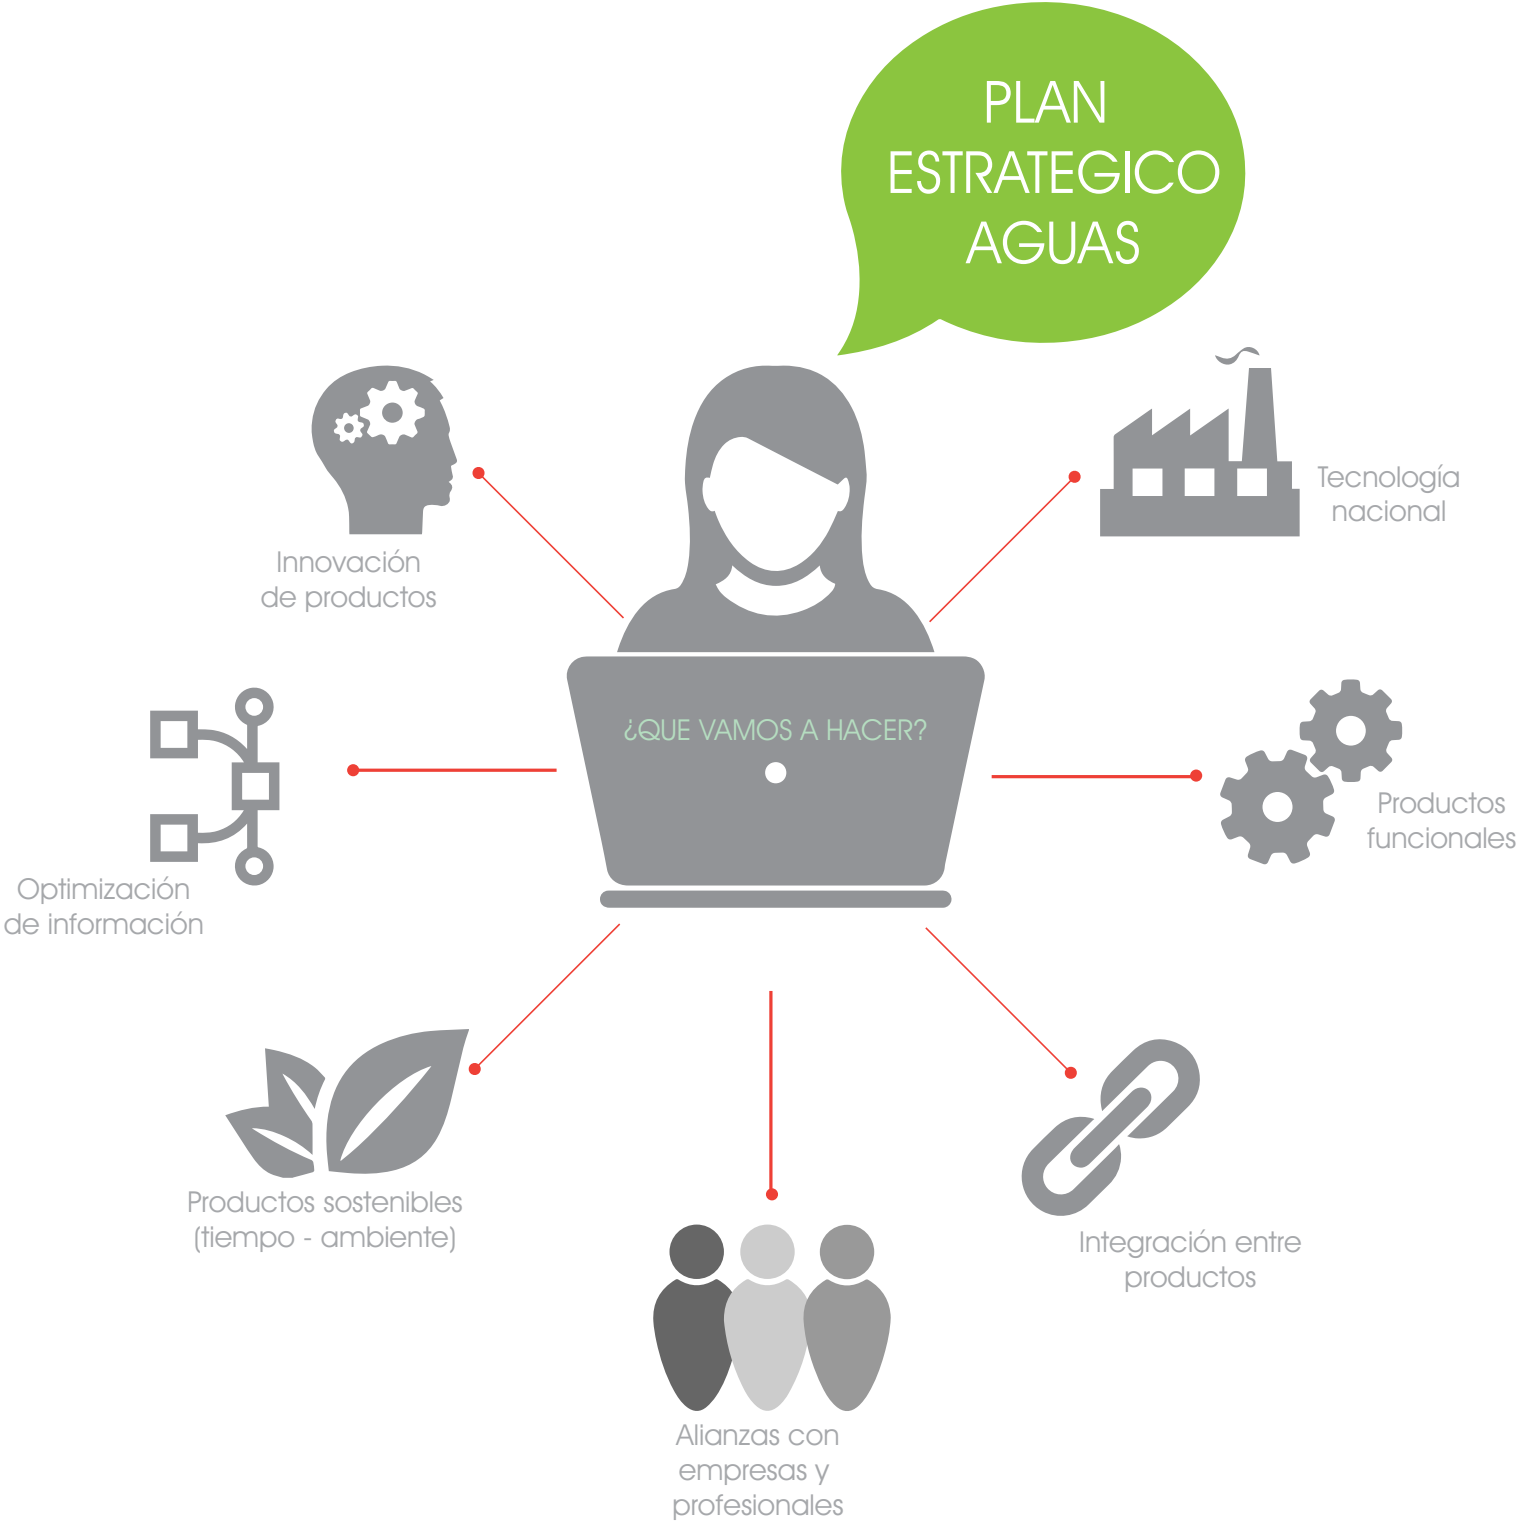 PLAN
ESTRATEGICO
AGUAS
Tecnología
nacional
Innovación
de productos
¿QUE VAMOS A HACER?
Productos
funcionales
Optimización
de información
Productos sostenibles
(tiempo - ambiente)
Integración entre
productos
Alianzas con
empresas y
profesionales